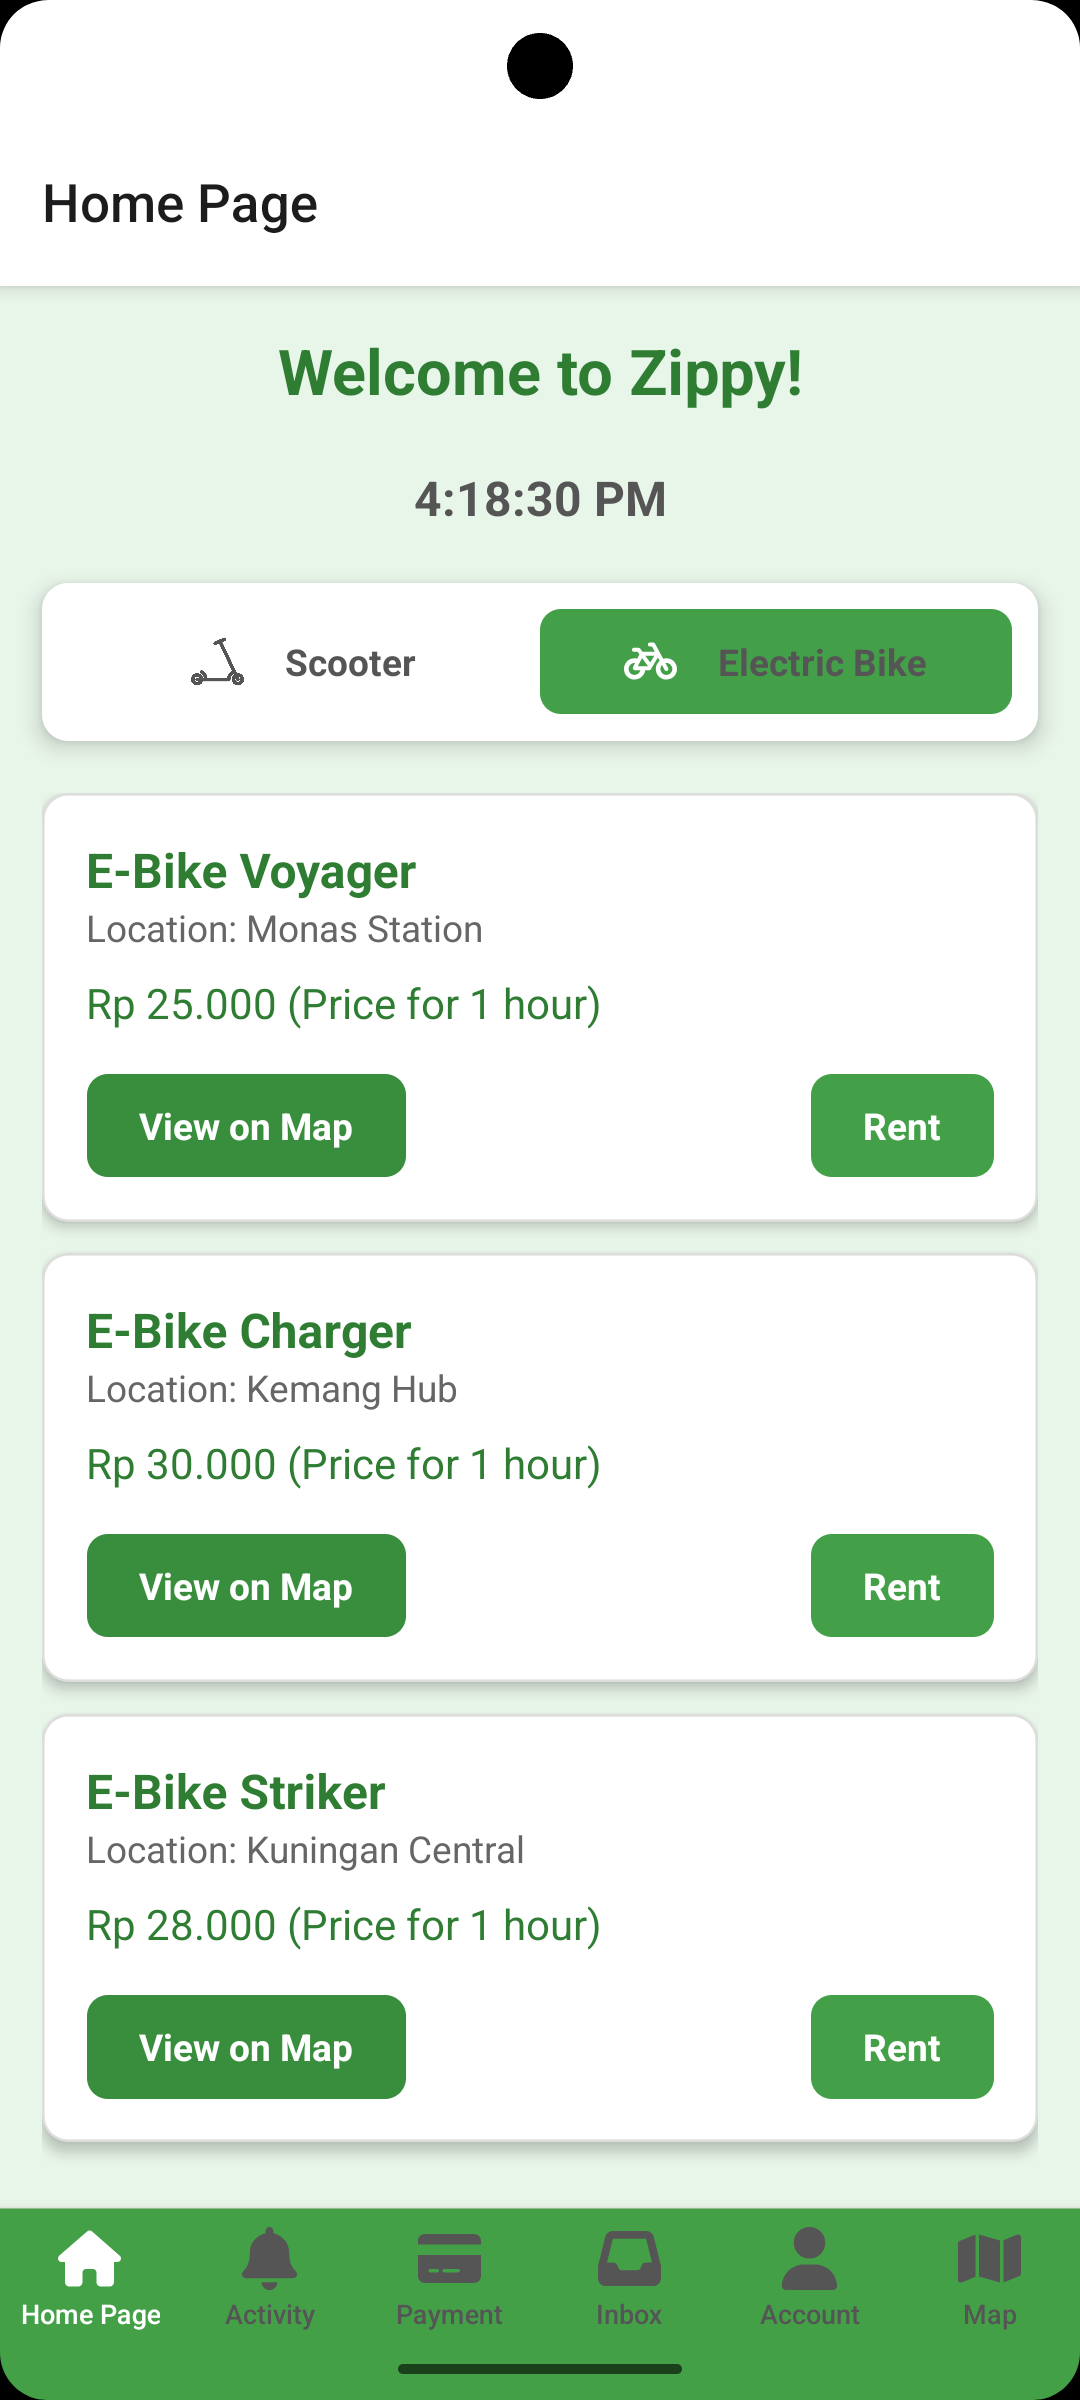 Home Page
Welcome to Zippy!
4:18:30 PM
Scooter
Electric Bike
E-Bike Voyager
Location: Monas Station
Rp 25.000 (Price for 1 hour)
View on Map
Rent
E-Bike Charger
Location: Kemang Hub
Rp 30.000 (Price for 1 hour)
View on Map
Rent
E-Bike Striker
Location: Kuningan Central
Rp 28.000 (Price for 1 hour)
View on Map
Rent
Home Page
Activity
Payment
Inbox
Account
Map